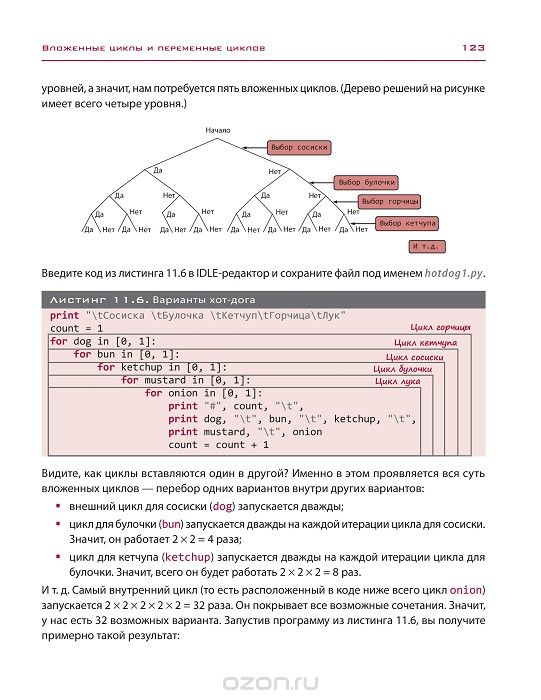 Вложенные циклы и переменные циклов 123
уровней, а значит, нам потребуется пять вложенных циклов. (Дерево решений на рисунке
имеет всего четыре уровня.)
Начало
Выбор сосиски
Да Нет
Выбор булочки
Да Нет Да Нет
Выбор горчицы
Да Нет Да Нет Да Нет Да Нет
Выбор кетчупа
Да Нет Да Нет Да Нет Да Нет Да Нет Да Нет Да Нет Да Нет
И т.д.
Введите код из листинга 11.6 в IDLE-редактор и сохраните файл под именем hotdog1.py.
Листинг 11.6. Варианты хот-дога
print "\tСосиска \tБулочка \tКетчуп\tГорчица\tЛук"
count = 1 Цикл горчицы
for dog in [0, 1]: Цикл кетчупа
for bun in [0, 1]: Цикл сосиски
for ketchup in [0, 1]: Цикл булочки
for mustard in [0, 1]: Цикл лука
for onion in [0, 1]:
print "#", count, "\t",
print dog, "\t", bun, "\t", ketchup, "\t",
print mustard, "\t", onion
count = count + 1
Видите, как циклы вставляются один в другой? Именно в этом проявляется вся суть
вложенных циклов — перебор одних вариантов внутри других вариантов:
▪ внешний цикл для сосиски (dog) запускается дважды;
▪ цикл для булочки (bun) запускается дважды на каждой итерации цикла для сосиски.
Значит, он работает 2 × 2 = 4 раза;
▪ цикл для кетчупа (ketchup) запускается дважды на каждой итерации цикла для
булочки. Значит, всего он будет работать 2 × 2 × 2 = 8 раз.
И т. д. Самый внутренний цикл (то есть расположенный в коде ниже всего цикл onion)
запускается 2 × 2 × 2 × 2 × 2 = 32 раза. Он покрывает все возможные сочетания. Значит,
у нас есть 32 возможных варианта. Запустив программу из листинга 11.6, вы получите
примерно такой результат:
ozon.ru